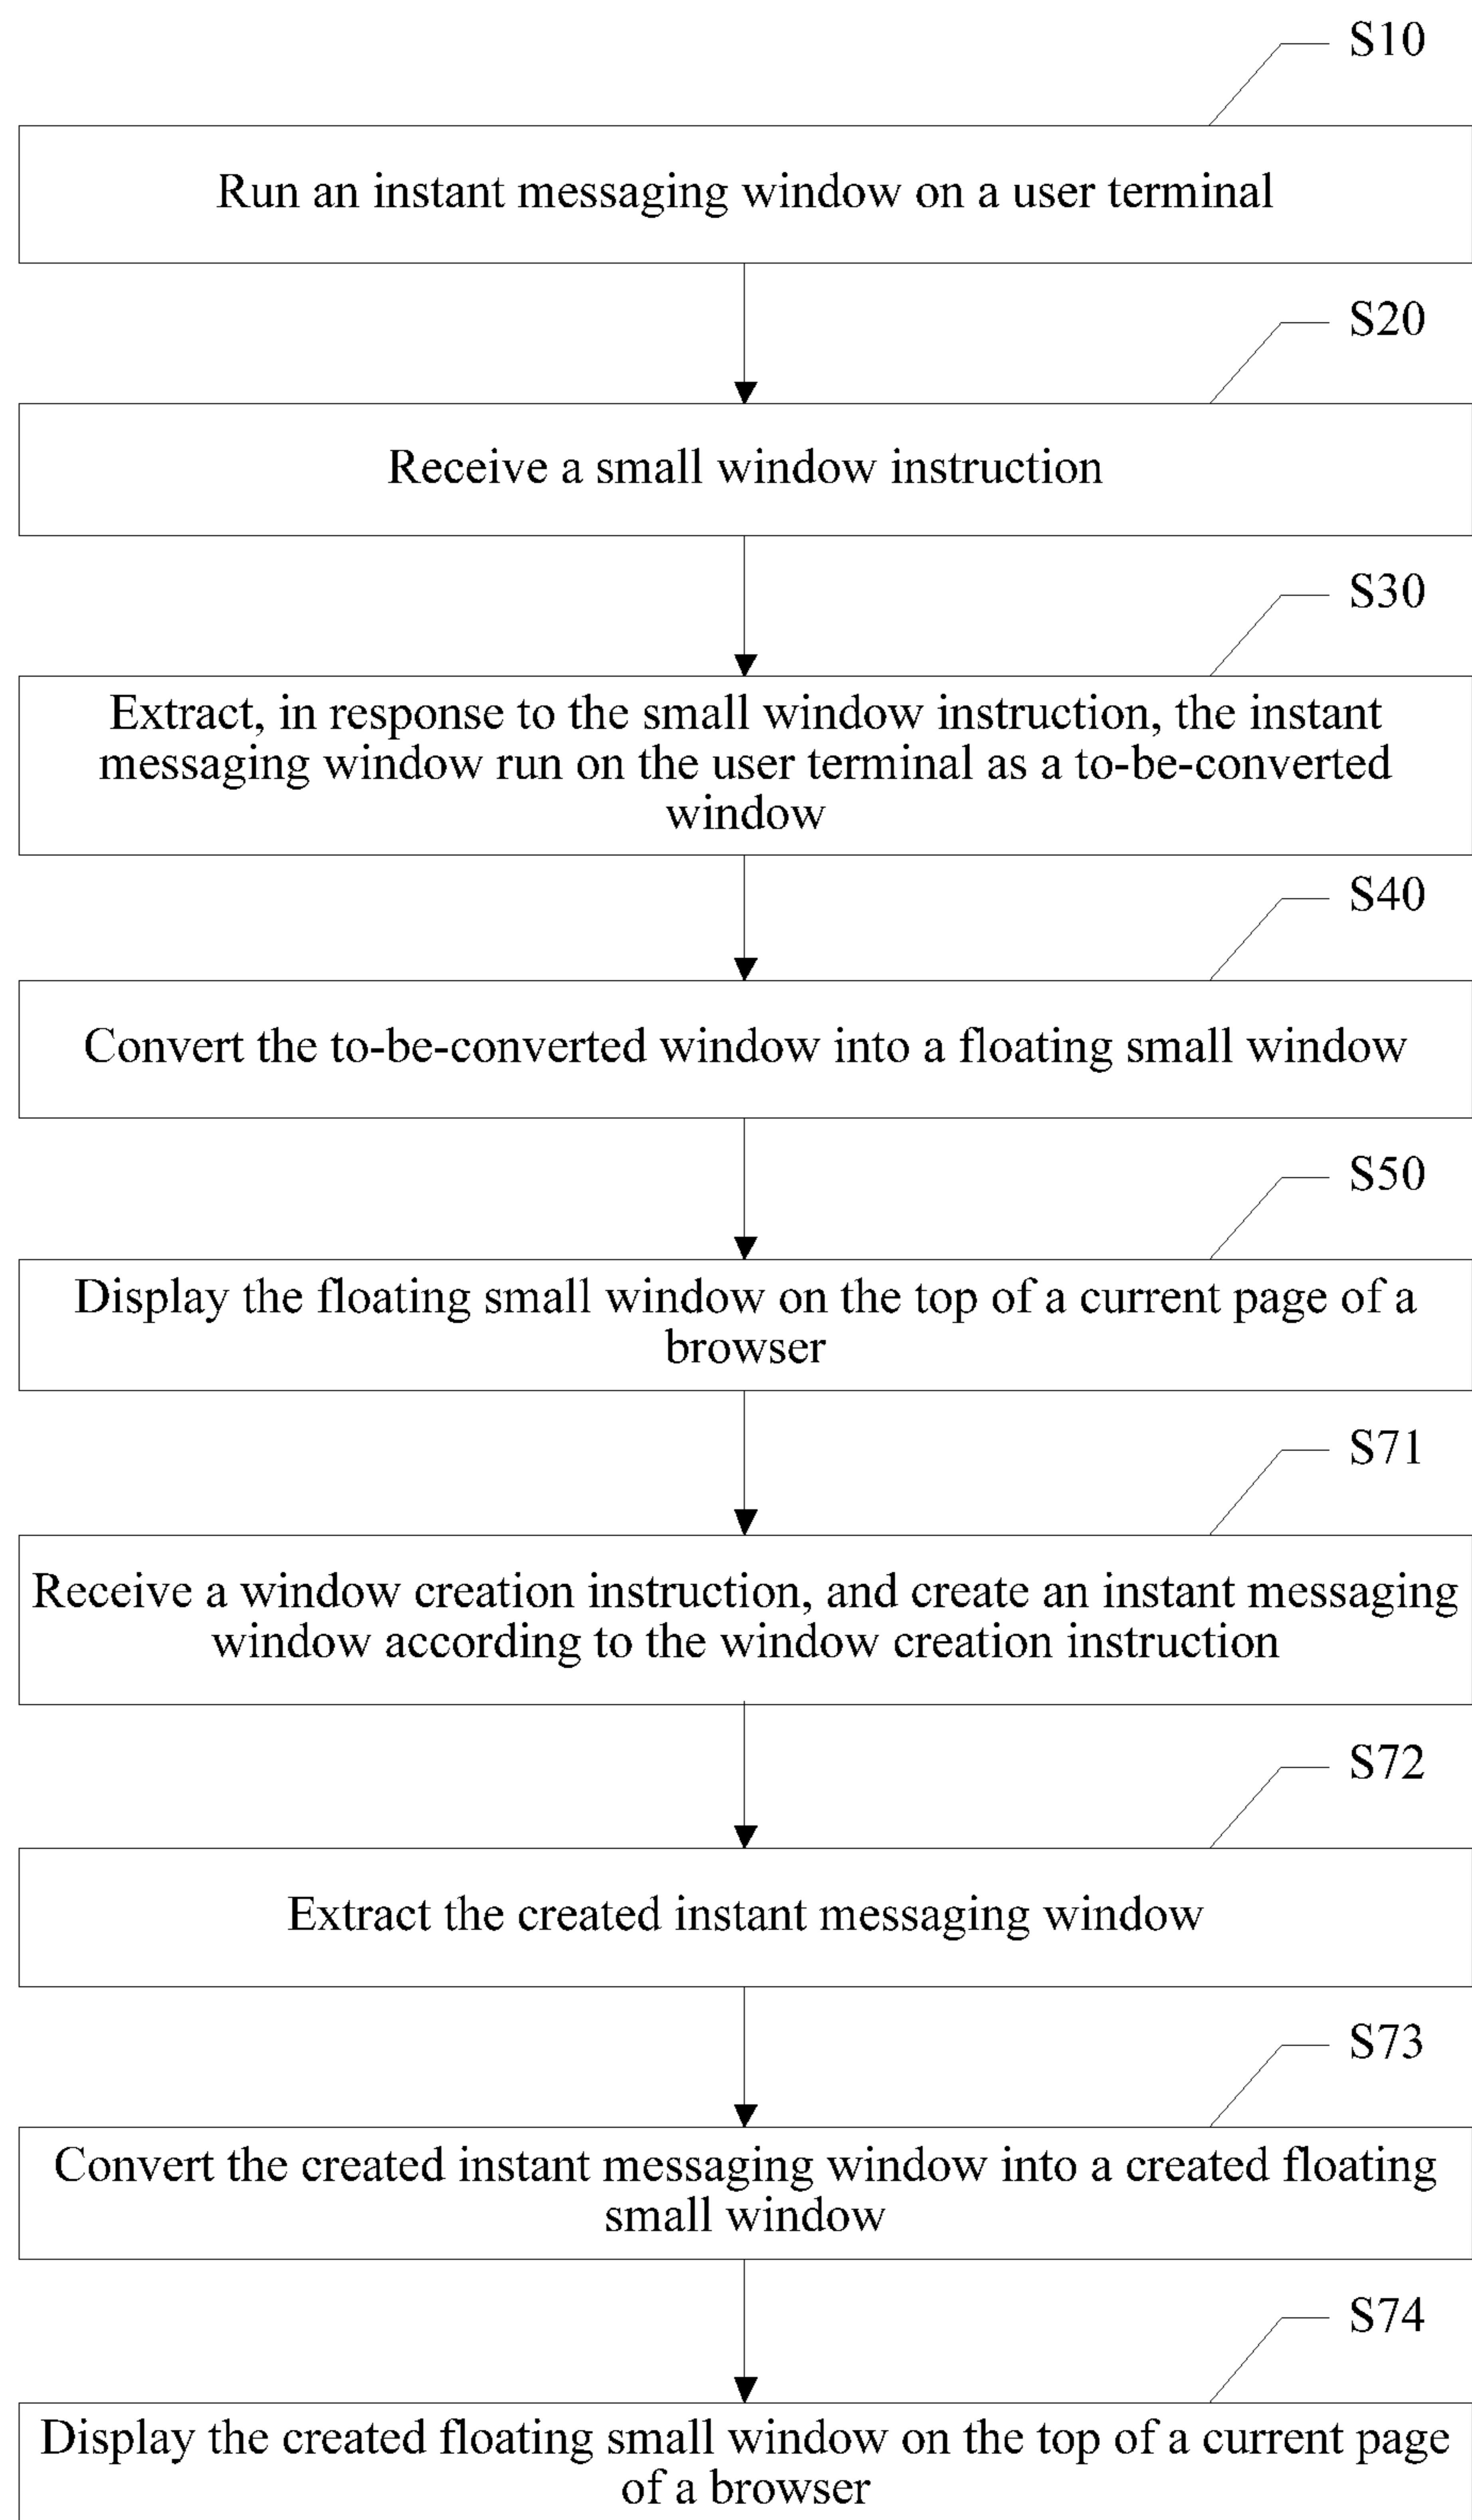 S10
Run an instant messaging window on a user terminal
S20
Receive a small window instruction
S30
Extract, in response to the small window instruction, the instant
messaging window run on the user terminal as a to-be-converted
window
S40
Convert the to-be-converted window into a floating small window
S50
Display the floating small window on the top of a current page of a
browser
S71
Receive a window creation instruction, and create an instant messaging
window according to the window creation instruction
S72
Extract the created instant messaging window
S73
Convert the created instant messaging window into a created floating
small window
S74
Display the created floating small window on the top of a current page
of a browser